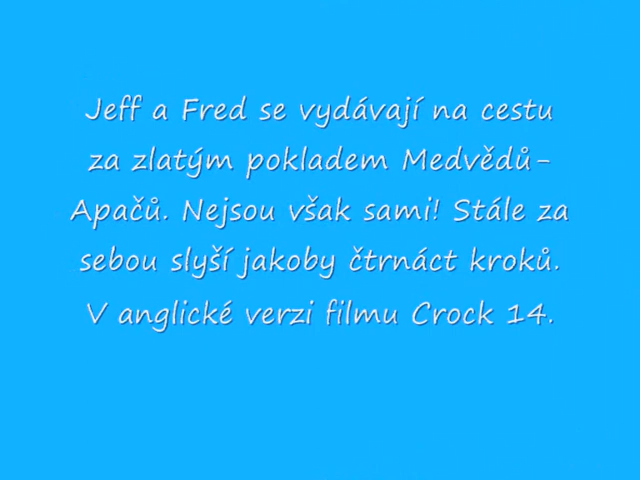 Jeff a Fred se vydávají na cestu
za zlatým pokladem Medvědů-
Apačů. Nejsou však sami! Stále za
sebou slyší jakoby čtrnáct kroků.
V anglické verzi filmu Crock 14.